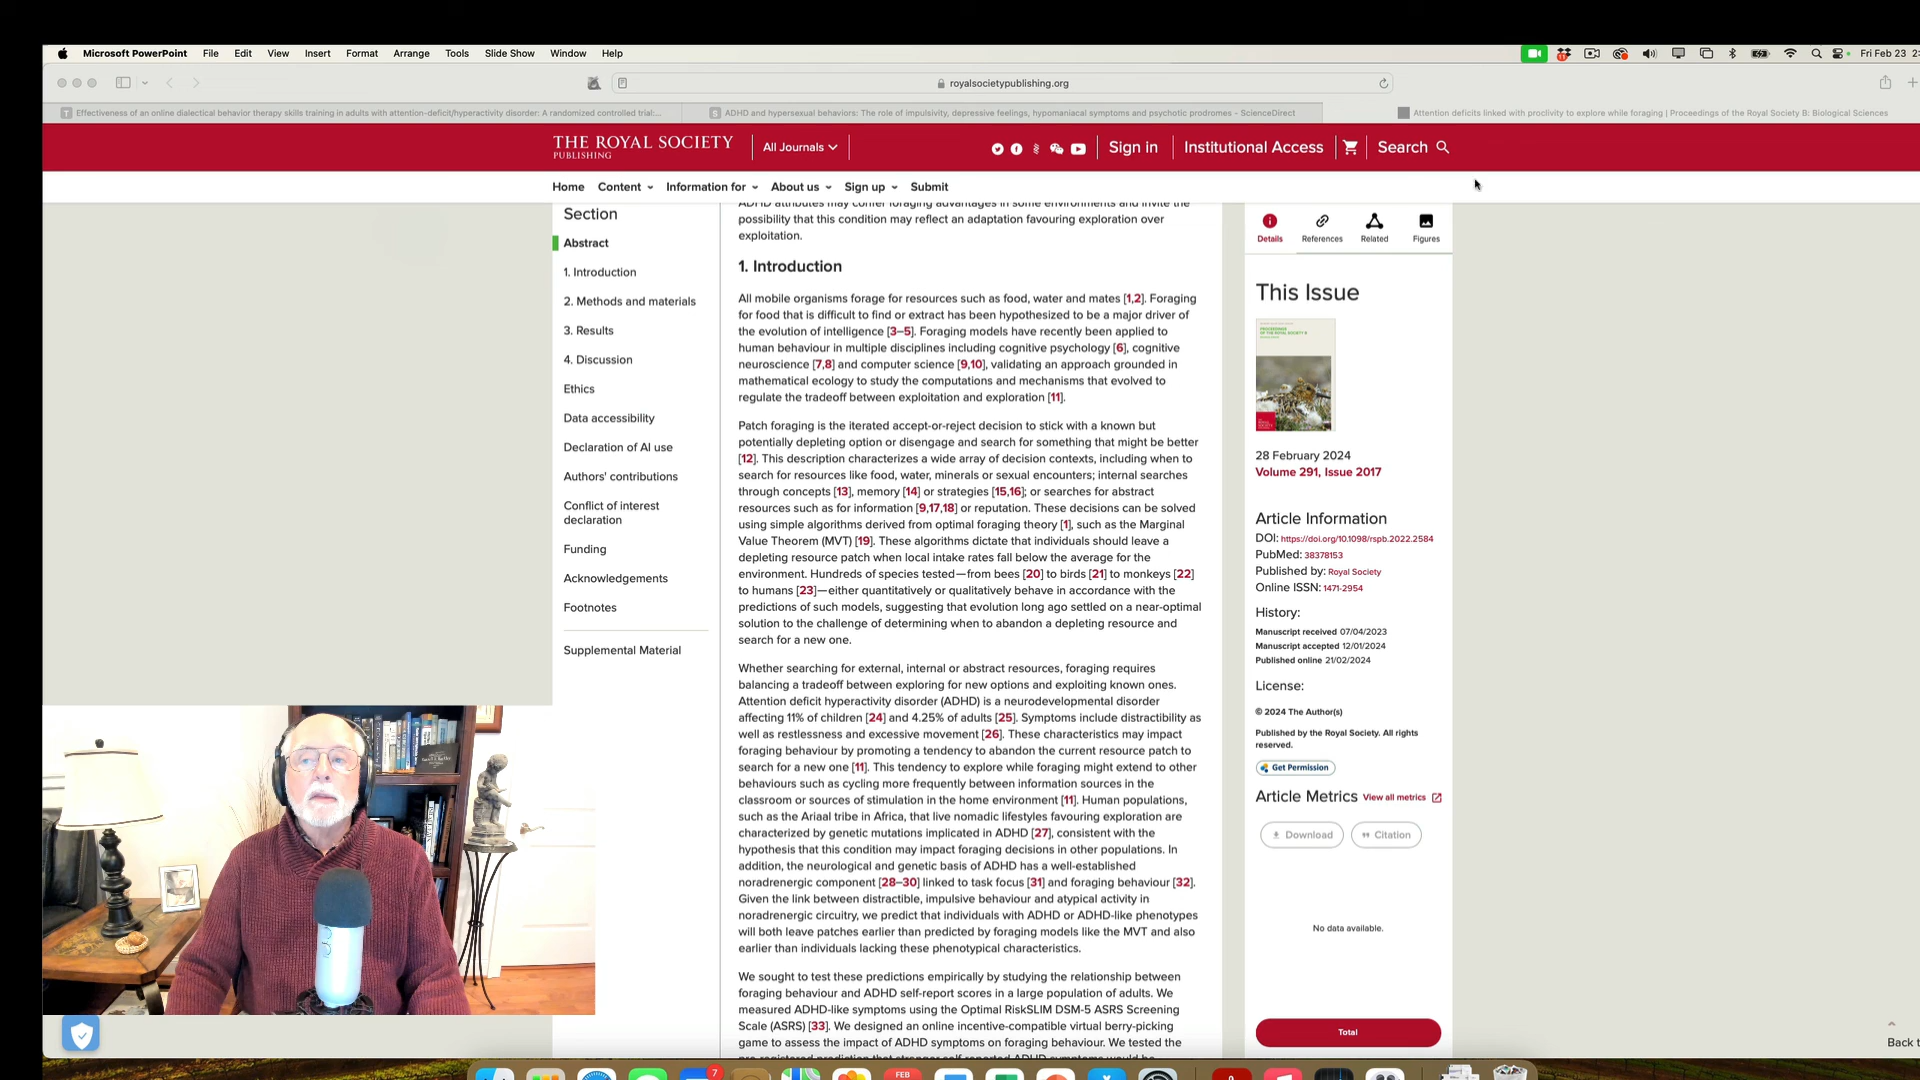 Microsoft PowerPoint File Edit View Insert Format Arrange Tools Slide Show Window Help
Fri Feb 23
royalsocietypublishing.org
Effectiveness of an online dialectical behavior therapy skills training in adults with attention-deficit/hyperactivity disorder: A randomized controlled trial:...
ADHD and hypersexual behaviors: The role of impulsivity, depressive feelings, hypomaniacal symptoms and psychotic prodromes - ScienceDirect
Attention deficits linked with proclivity to explore while foraging | Proceedings of the Royal Society B: Biological Sciences
THE ROYAL SOCIETY
PUBLISHING
All Journals
Sign in
Institutional Access
Search
Home Content Information for About us Sign up Submit
Section
Abstract
1. Introduction
2. Methods and materials
3. Results
4. Discussion
Ethics
Data accessibility
Declaration of AI use
Authors' contributions
Conflict of interest
declaration
Funding
Acknowledgements
Footnotes
Supplemental Material
ADHD attributes may confer foraging advantages in some environments and invite the
possibility that this condition may reflect an adaptation favouring exploration over
exploitation.
1. Introduction
All mobile organisms forage for resources such as food, water and mates [1,2]. Foraging
for food that is difficult to find or extract has been hypothesized to be a major driver of
the evolution of intelligence [3–5]. Foraging models have recently been applied to
human behaviour in multiple disciplines including cognitive psychology [6], cognitive
neuroscience [7,8] and computer science [9,10], validating an approach grounded in
mathematical ecology to study the computations and mechanisms that evolved to
regulate the tradeoff between exploitation and exploration [11].
Patch foraging is the iterated accept-or-reject decision to stick with a known but
potentially depleting option or disengage and search for something that might be better
[12]. This description characterizes a wide array of decision contexts, including when to
search for resources like food, water, minerals or sexual encounters; internal searches
through concepts [13], memory [14] or strategies [15,16]; or searches for abstract
resources such as for information [9,17,18] or reputation. These decisions can be solved
using simple algorithms derived from optimal foraging theory [1], such as the Marginal
Value Theorem (MVT) [19]. These algorithms dictate that individuals should leave a
depleting resource patch when local intake rates fall below the average for the
environment. Hundreds of species tested—from bees [20] to birds [21] to monkeys [22]
to humans [23]—either quantitatively or qualitatively behave in accordance with the
predictions of such models, suggesting that evolution long ago settled on a near-optimal
solution to the challenge of determining when to abandon a depleting resource and
search for a new one.
Whether searching for external, internal or abstract resources, foraging requires
balancing a tradeoff between exploring for new options and exploiting known ones.
Attention deficit hyperactivity disorder (ADHD) is a neurodevelopmental disorder
affecting 11% of children [24] and 4.25% of adults [25]. Symptoms include distractibility as
well as restlessness and excessive movement [26]. These characteristics may impact
foraging behaviour by promoting a tendency to abandon the current resource patch to
search for a new one [11]. This tendency to explore while foraging might extend to other
behaviours such as cycling more frequently between information sources in the
classroom or sources of stimulation in the home environment [11]. Human populations,
such as the Ariaal tribe in Africa, that live nomadic lifestyles favouring exploration are
characterized by genetic mutations implicated in ADHD [27], consistent with the
hypothesis that this condition may impact foraging decisions in other populations. In
addition, the neurological and genetic basis of ADHD has a well-established
noradrenergic component [28–30] linked to task focus [31] and foraging behaviour [32].
Given the link between distractible, impulsive behaviour and atypical activity in
noradrenergic circuitry, we predict that individuals with ADHD or ADHD-like phenotypes
will both leave patches earlier than predicted by foraging models like the MVT and also
earlier than individuals lacking these phenotypical characteristics.
We sought to test these predictions empirically by studying the relationship between
foraging behaviour and ADHD self-report scores in a large population of adults. We
measured ADHD-like symptoms using the Optimal RiskSLIM DSM-5 ASRS Screening
Scale (ASRS) [33]. We designed an online incentive-compatible virtual berry-picking
game to assess the impact of ADHD symptoms on foraging behaviour. We tested the
Details References Related Figures
This Issue
28 February 2024
Volume 291, Issue 2017
Article Information
DOI: https://doi.org/10.1098/rspb.2022.2584
PubMed: 38378153
Published by: Royal Society
Online ISSN: 1471-2954
History:
Manuscript received 07/04/2023
Manuscript accepted 12/01/2024
Published online 21/02/2024
License:
© 2024 The Author(s)
Published by the Royal Society. All rights
reserved.
Get Permission
Article Metrics View all metrics
Download Citation
No data available.
Total
Back t
7
FEB